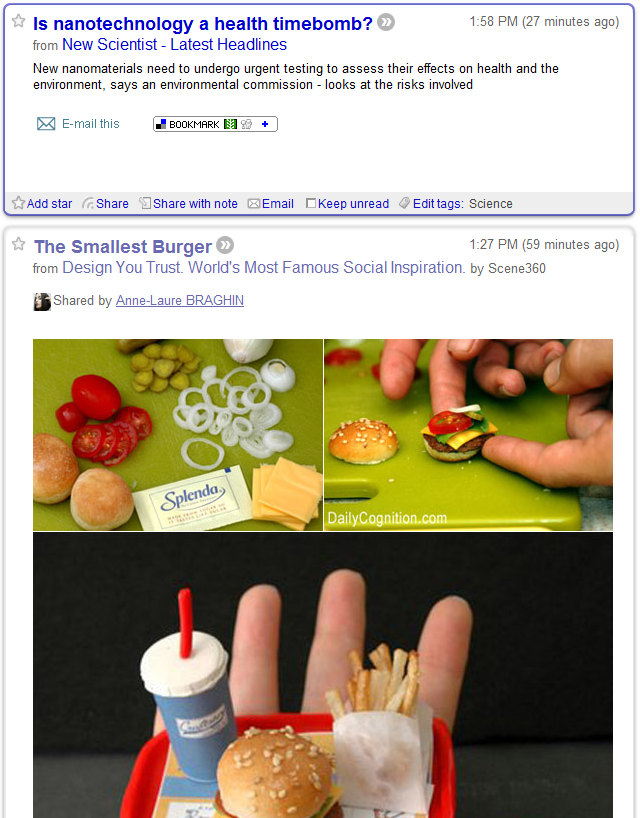 Is nanotechnology a health timebomb?
1:58 PM (27 minutes ago)
from New Scientist - Latest Headlines
New nanomaterials need to undergo urgent testing to assess their effects on health and the
environment, says an environmental commission - looks at the risks involved
E-mail this
BOOKMARK
Add star Share Share with note Email Keep unread Edit tags: Science
The Smallest Burger
1:27 PM (59 minutes ago)
from Design You Trust. World's Most Famous Social Inspiration. by Scene360
Shared by Anne-Laure BRAGHIN
Splenda
DailyCognition.com